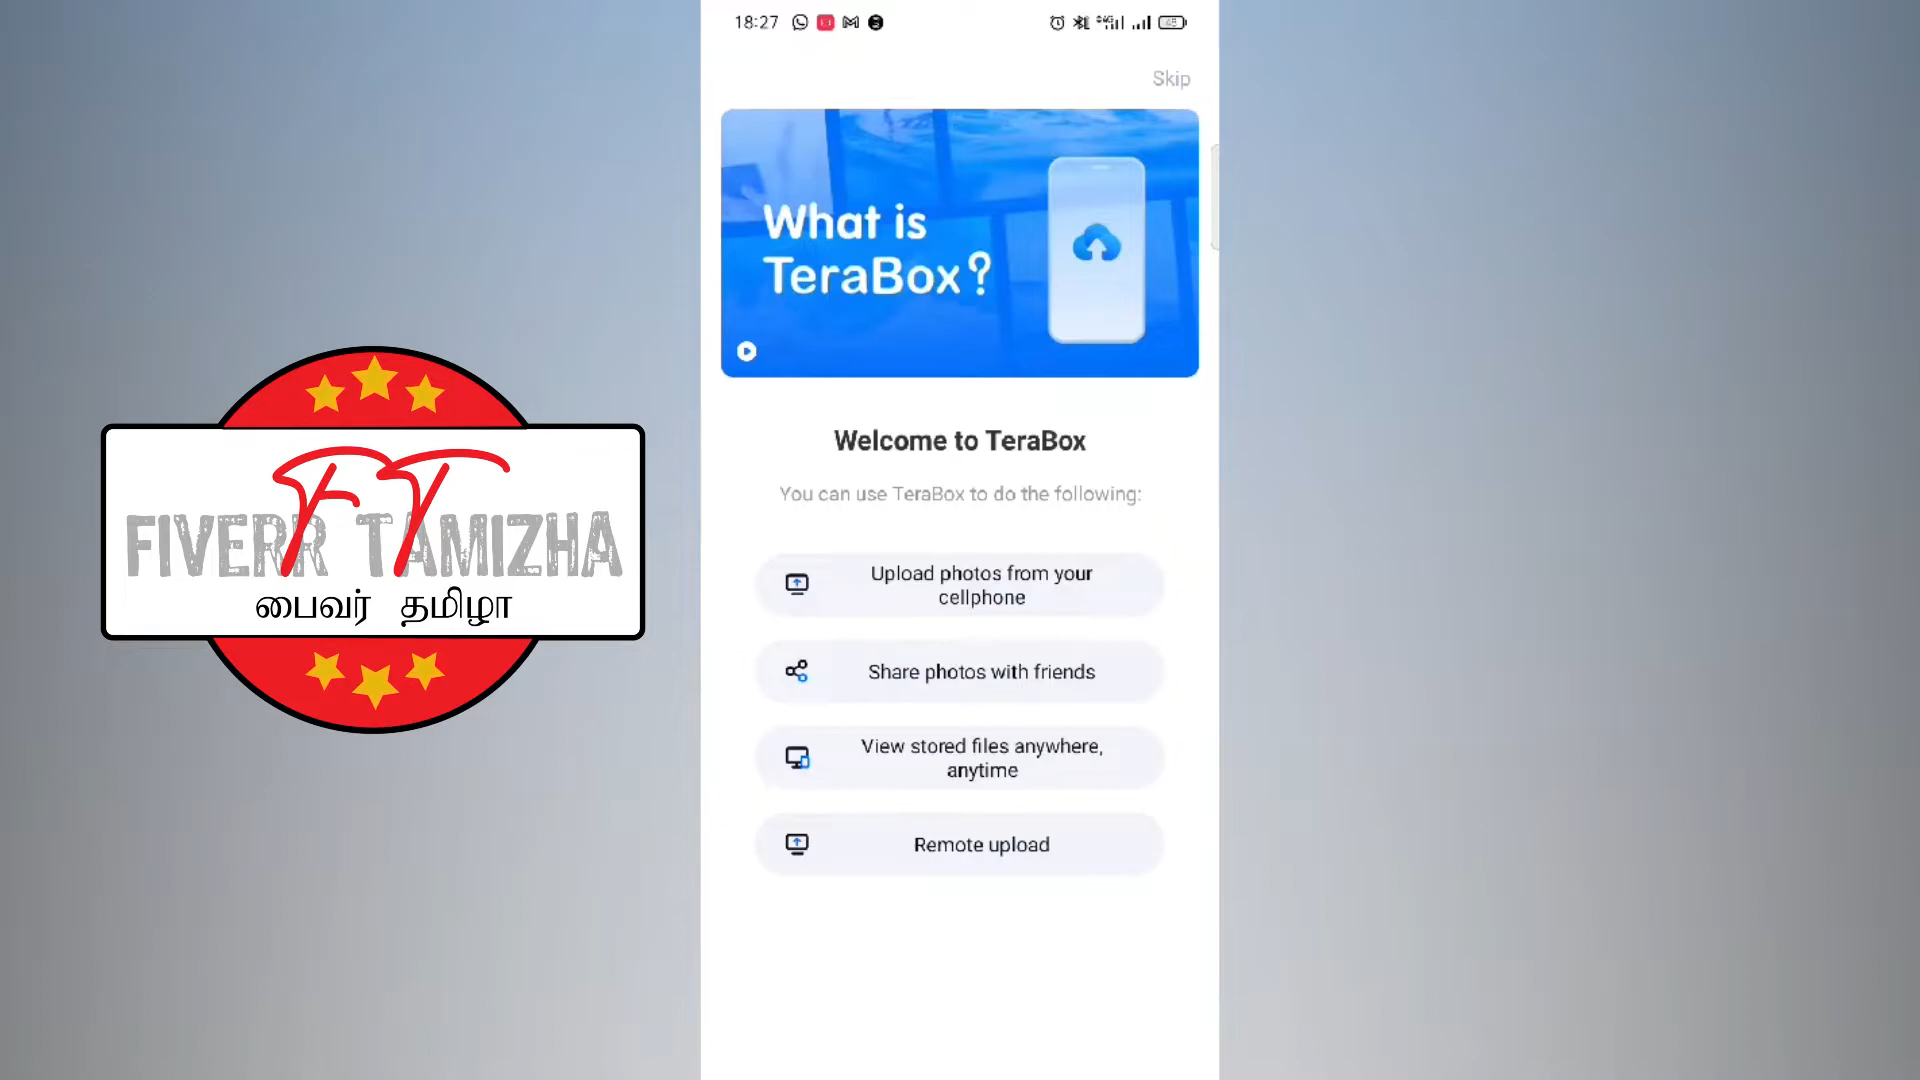 18:27
Skip
What is
TeraBox?
Welcome to TeraBox
You can use TeraBox to do the following:
Upload photos from your
cellphone
Share photos with friends
View stored files anywhere,
anytime
Remote upload
FT
FIVERR TAMIZHA
பைவர் தமிழா